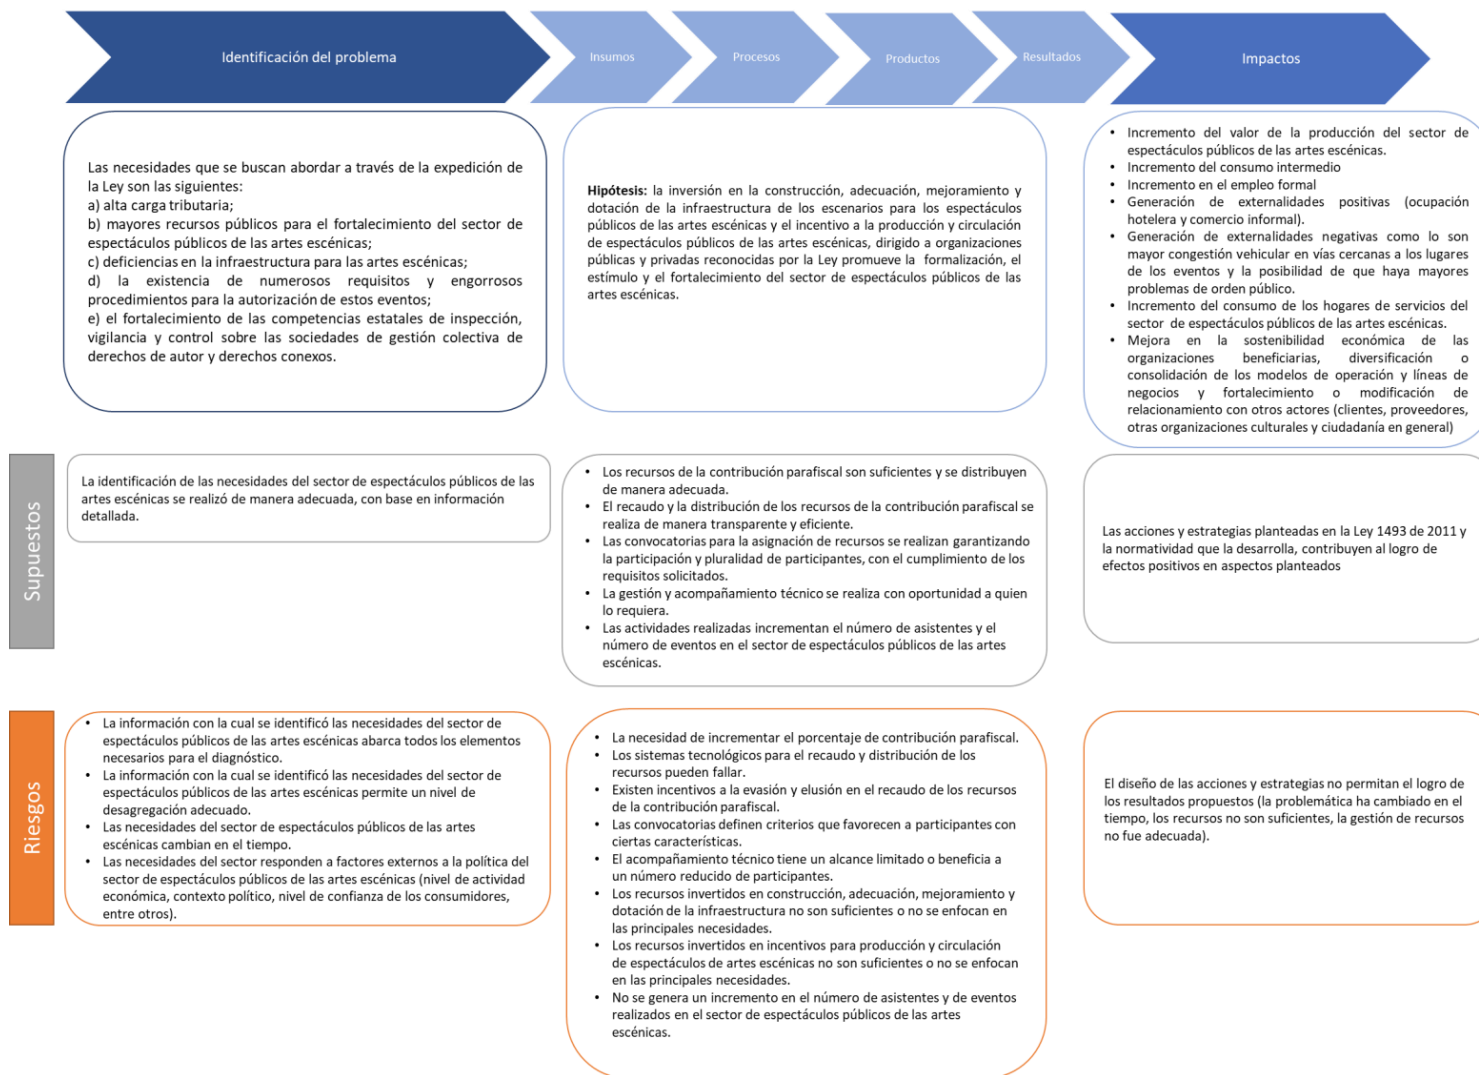 Identificación del problema
Insumos
Procesos
Productos
Resultados
Impactos
Las necesidades que se buscan abordar a través de la expedición de
la Ley son las siguientes:
a) alta carga tributaria;
b) mayores recursos públicos para el fortalecimiento del sector de
espectáculos públicos de las artes escénicas;
c) deficiencias en la infraestructura para las artes escénicas;
d) la existencia de numerosos requisitos y engorrosos
procedimientos para la autorización de estos eventos;
e) el fortalecimiento de las competencias estatales de inspección,
vigilancia y control sobre las sociedades de gestión colectiva de
derechos de autor y derechos conexos.
Hipótesis: la inversión en la construcción, adecuación, mejoramiento y
dotación de la infraestructura de los escenarios para los espectáculos
públicos de las artes escénicas y el incentivo a la producción y circulación
de espectáculos públicos de las artes escénicas, dirigido a organizaciones
públicas y privadas reconocidas por la Ley promueve la formalización, el
estímulo y el fortalecimiento del sector de espectáculos públicos de las
artes escénicas.
• Incremento del valor de la producción del sector de
espectáculos públicos de las artes escénicas.
• Incremento del consumo intermedio
• Incremento en el empleo formal
• Generación de externalidades positivas (ocupación
hotelera y comercio informal).
• Generación de externalidades negativas como lo son
mayor congestión vehicular en vías cercanas a los lugares
de los eventos y la posibilidad de que haya mayores
problemas de orden público.
• Incremento del consumo de los hogares de servicios del
sector de espectáculos públicos de las artes escénicas.
• Mejora en la sostenibilidad económica de las
organizaciones beneficiarias, diversificación o
consolidación de los modelos de operación y líneas de
negocios y fortalecimiento o modificación de
relacionamiento con otros actores (clientes, proveedores,
otras organizaciones culturales y ciudadanía en general)
Supuestos
La identificación de las necesidades del sector de espectáculos públicos de las
artes escénicas se realizó de manera adecuada, con base en información
detallada.
• Los recursos de la contribución parafiscal son suficientes y se distribuyen
de manera adecuada.
• El recaudo y la distribución de los recursos de la contribución parafiscal se
realiza de manera transparente y eficiente.
• Las convocatorias para la asignación de recursos se realizan garantizando
la participación y pluralidad de participantes, con el cumplimiento de los
requisitos solicitados.
• La gestión y acompañamiento técnico se realiza con oportunidad a quien
lo requiera.
• Las actividades realizadas incrementan el número de asistentes y el
número de eventos en el sector de espectáculos públicos de las artes
escénicas.
Las acciones y estrategias planteadas en la Ley 1493 de 2011 y
la normatividad que la desarrolla, contribuyen al logro de
efectos positivos en aspectos planteados
Riesgos
• La información con la cual se identificó las necesidades del sector de
espectáculos públicos de las artes escénicas abarca todos los elementos
necesarios para el diagnóstico.
• La información con la cual se identificó las necesidades del sector de
espectáculos públicos de las artes escénicas permite un nivel de
desagregación adecuado.
• Las necesidades del sector de espectáculos públicos de las artes
escénicas cambian en el tiempo.
• Las necesidades del sector responden a factores externos a la política del
sector de espectáculos públicos de las artes escénicas (nivel de actividad
económica, contexto político, nivel de confianza de los consumidores,
entre otros).
• La necesidad de incrementar el porcentaje de contribución parafiscal.
• Los sistemas tecnológicos para el recaudo y distribución de los
recursos pueden fallar.
• Existen incentivos a la evasión y elusión en el recaudo de los recursos
de la contribución parafiscal.
• Las convocatorias definen criterios que favorecen a participantes con
ciertas características.
• El acompañamiento técnico tiene un alcance limitado o beneficia a
un número reducido de participantes.
• Los recursos invertidos en construcción, adecuación, mejoramiento y
dotación de la infraestructura no son suficientes o no se enfocan en
las principales necesidades.
• Los recursos invertidos en incentivos para producción y circulación
de espectáculos de artes escénicas no son suficientes o no se enfocan
en las principales necesidades.
• No se genera un incremento en el número de asistentes y de eventos
realizados en el sector de espectáculos públicos de las artes
escénicas.
El diseño de las acciones y estrategias no permitan el logro de
los resultados propuestos (la problemática ha cambiado en el
tiempo, los recursos no son suficientes, la gestión de recursos
no fue adecuada).